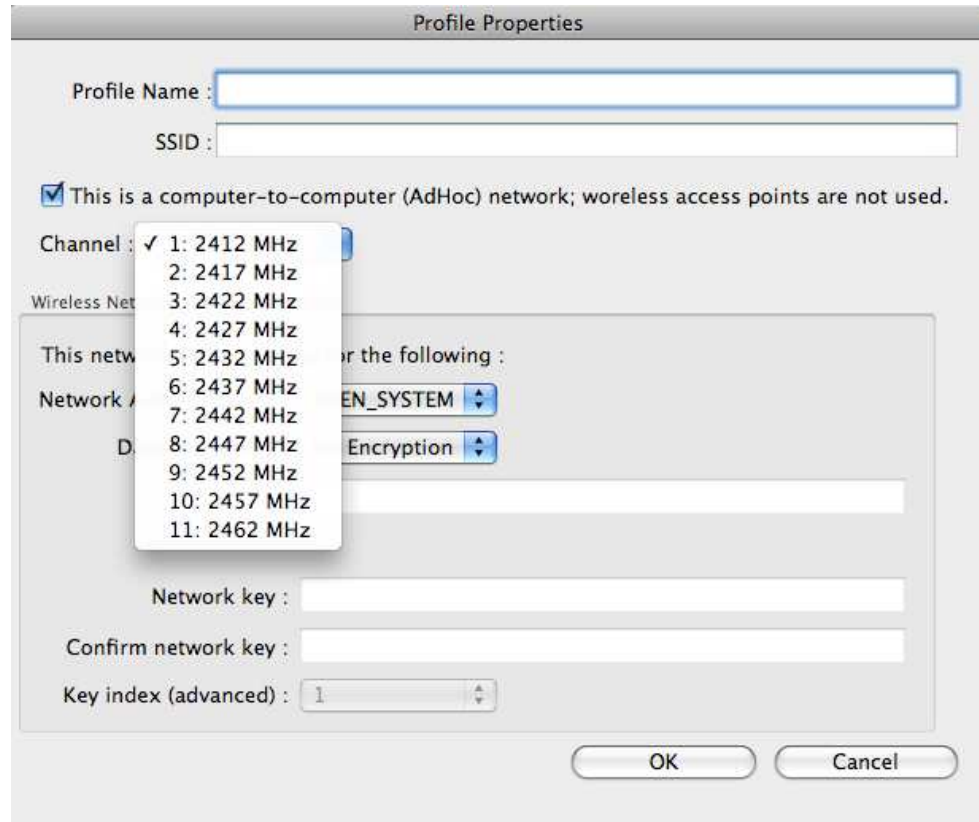 Profile Properties
Profile Name :
SSID :
This is a computer-to-computer (AdHoc) network; woreless access points are not used.
Channel : ✓ 1: 2412 MHz
2: 2417 MHz
3: 2422 MHz
4: 2427 MHz
5: 2432 MHz
6: 2437 MHz
7: 2442 MHz
8: 2447 MHz
9: 2452 MHz
10: 2457 MHz
11: 2462 MHz
Wireless Net
This netw
r the following :
Network
EN_SYSTEM
D
Encryption
Network key :
Confirm network key :
Key index (advanced) : 1
OK Cancel